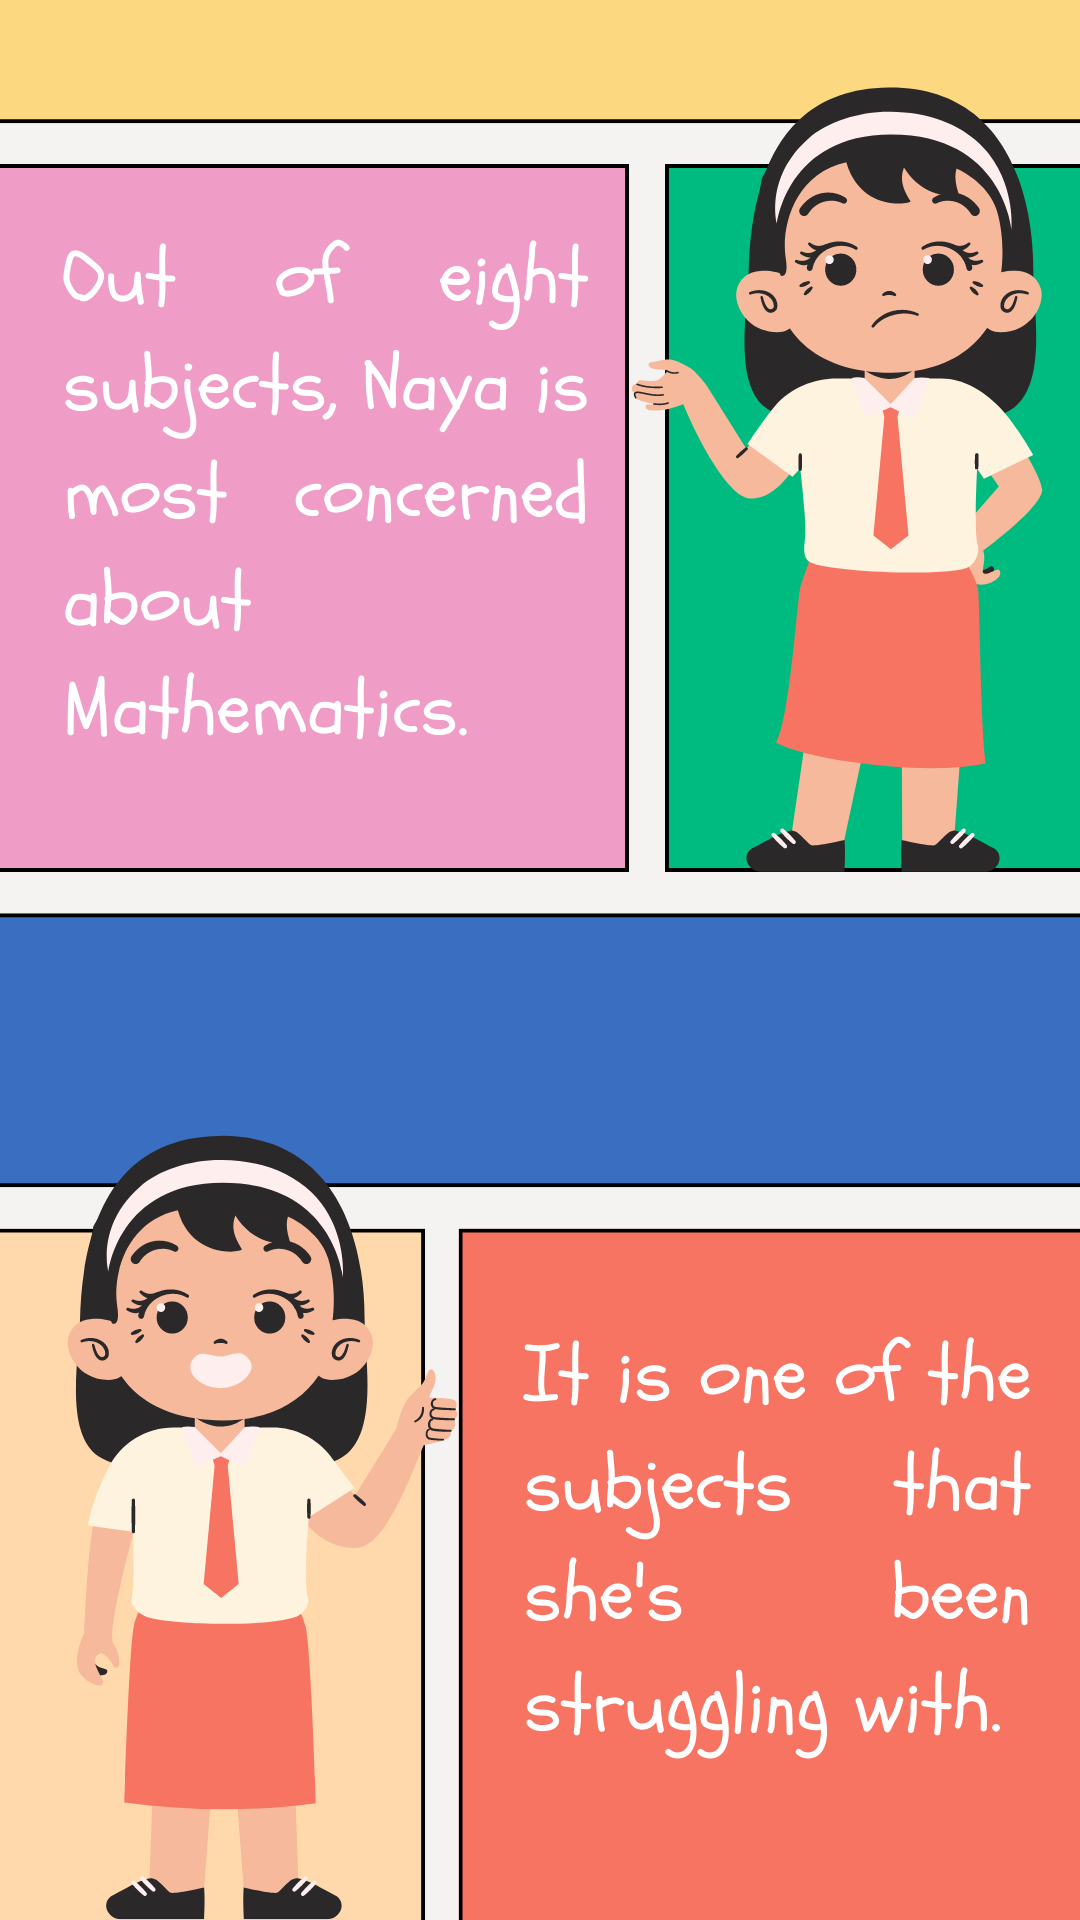 Out of eight
subjects, Naya is
most concerned
about
Mathematics.
It is one of the
subjects that
she's been
struggling with.